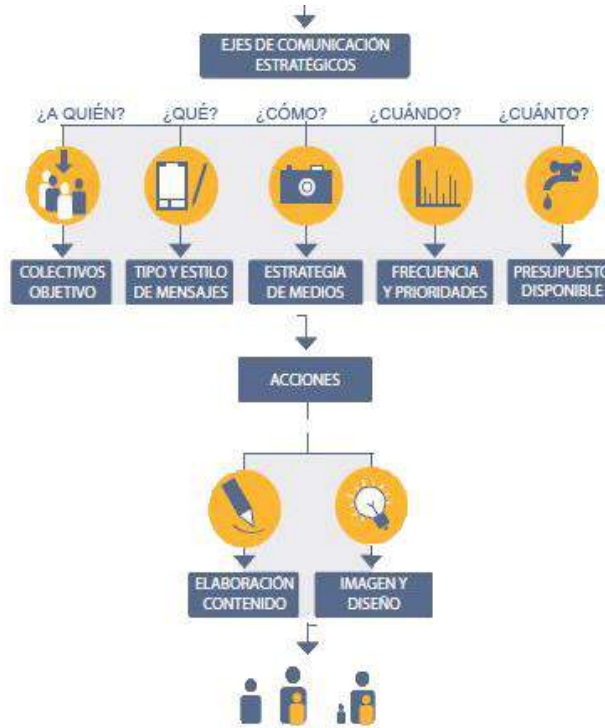 EJES DE COMUNICACIÓN
ESTRATÉGICOS
¿A QUIÉN? ¿QUÉ? ¿CÓMO? ¿CUÁNDO? ¿CUÁNTO?
COLECTIVOS
OBJETIVO
TIPO Y ESTILO
DE MENSAJES
ESTRATEGIA
DE MEDIOS
FRECUENCIA
Y PRIORIDADES
PRESUPUESTO
DISPONIBLE
ACCIONES
ELABORACIÓN
CONTENIDO
IMAGEN Y
DISEÑO